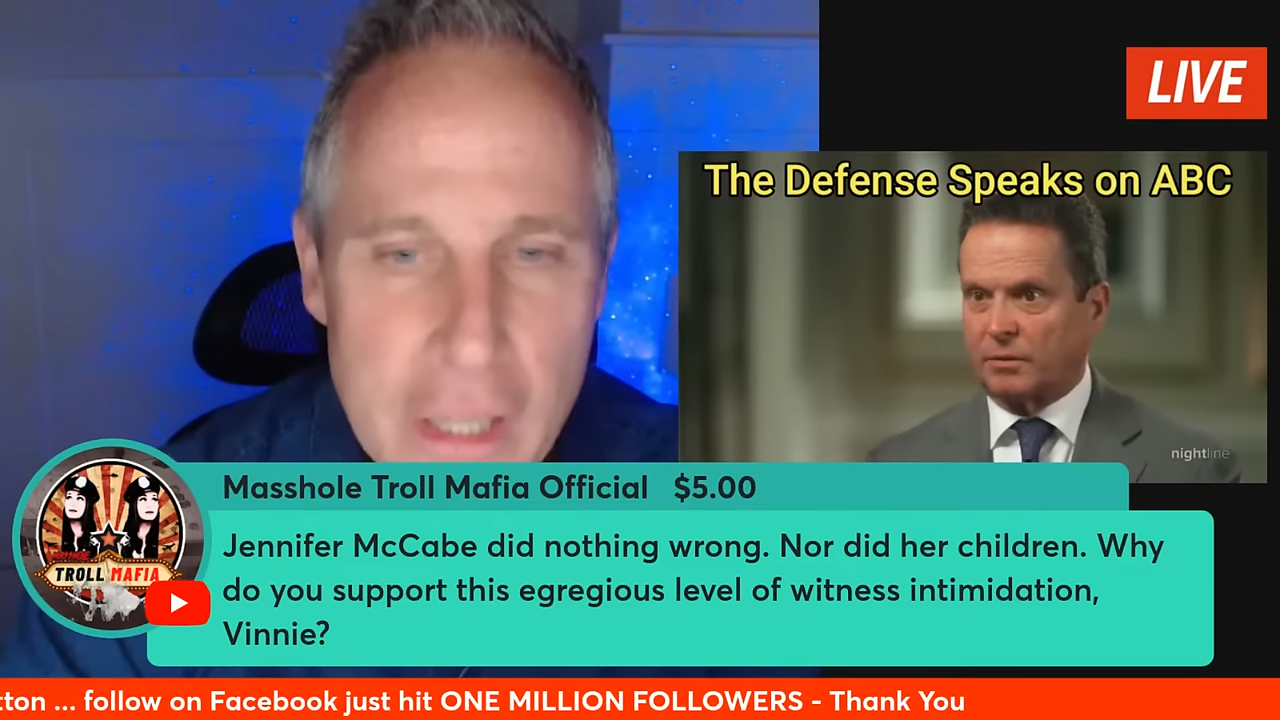 LIVE
The Defense Speaks on ABC
nightline
Masshole Troll Mafia Official $5.00
Jennifer McCabe did nothing wrong. Nor did her children. Why
do you support this egregious level of witness intimidation,
Vinnie?
TROLL MAFIA
tton ... follow on Facebook just hit ONE MILLION FOLLOWERS - Thank You